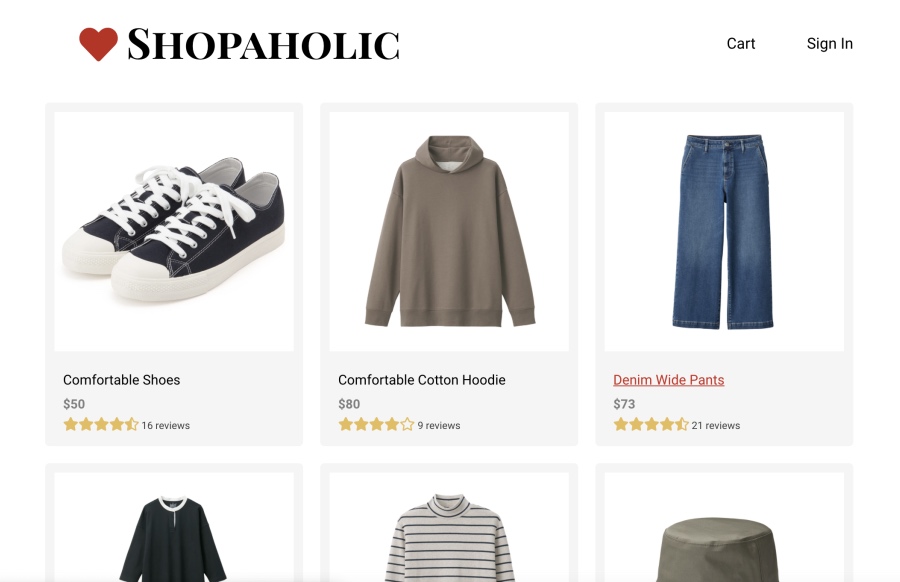 Shopaholic
Cart
Sign In
Comfortable Shoes
$50
16 reviews
Comfortable Cotton Hoodie
$80
9 reviews
Denim Wide Pants
$73
21 reviews